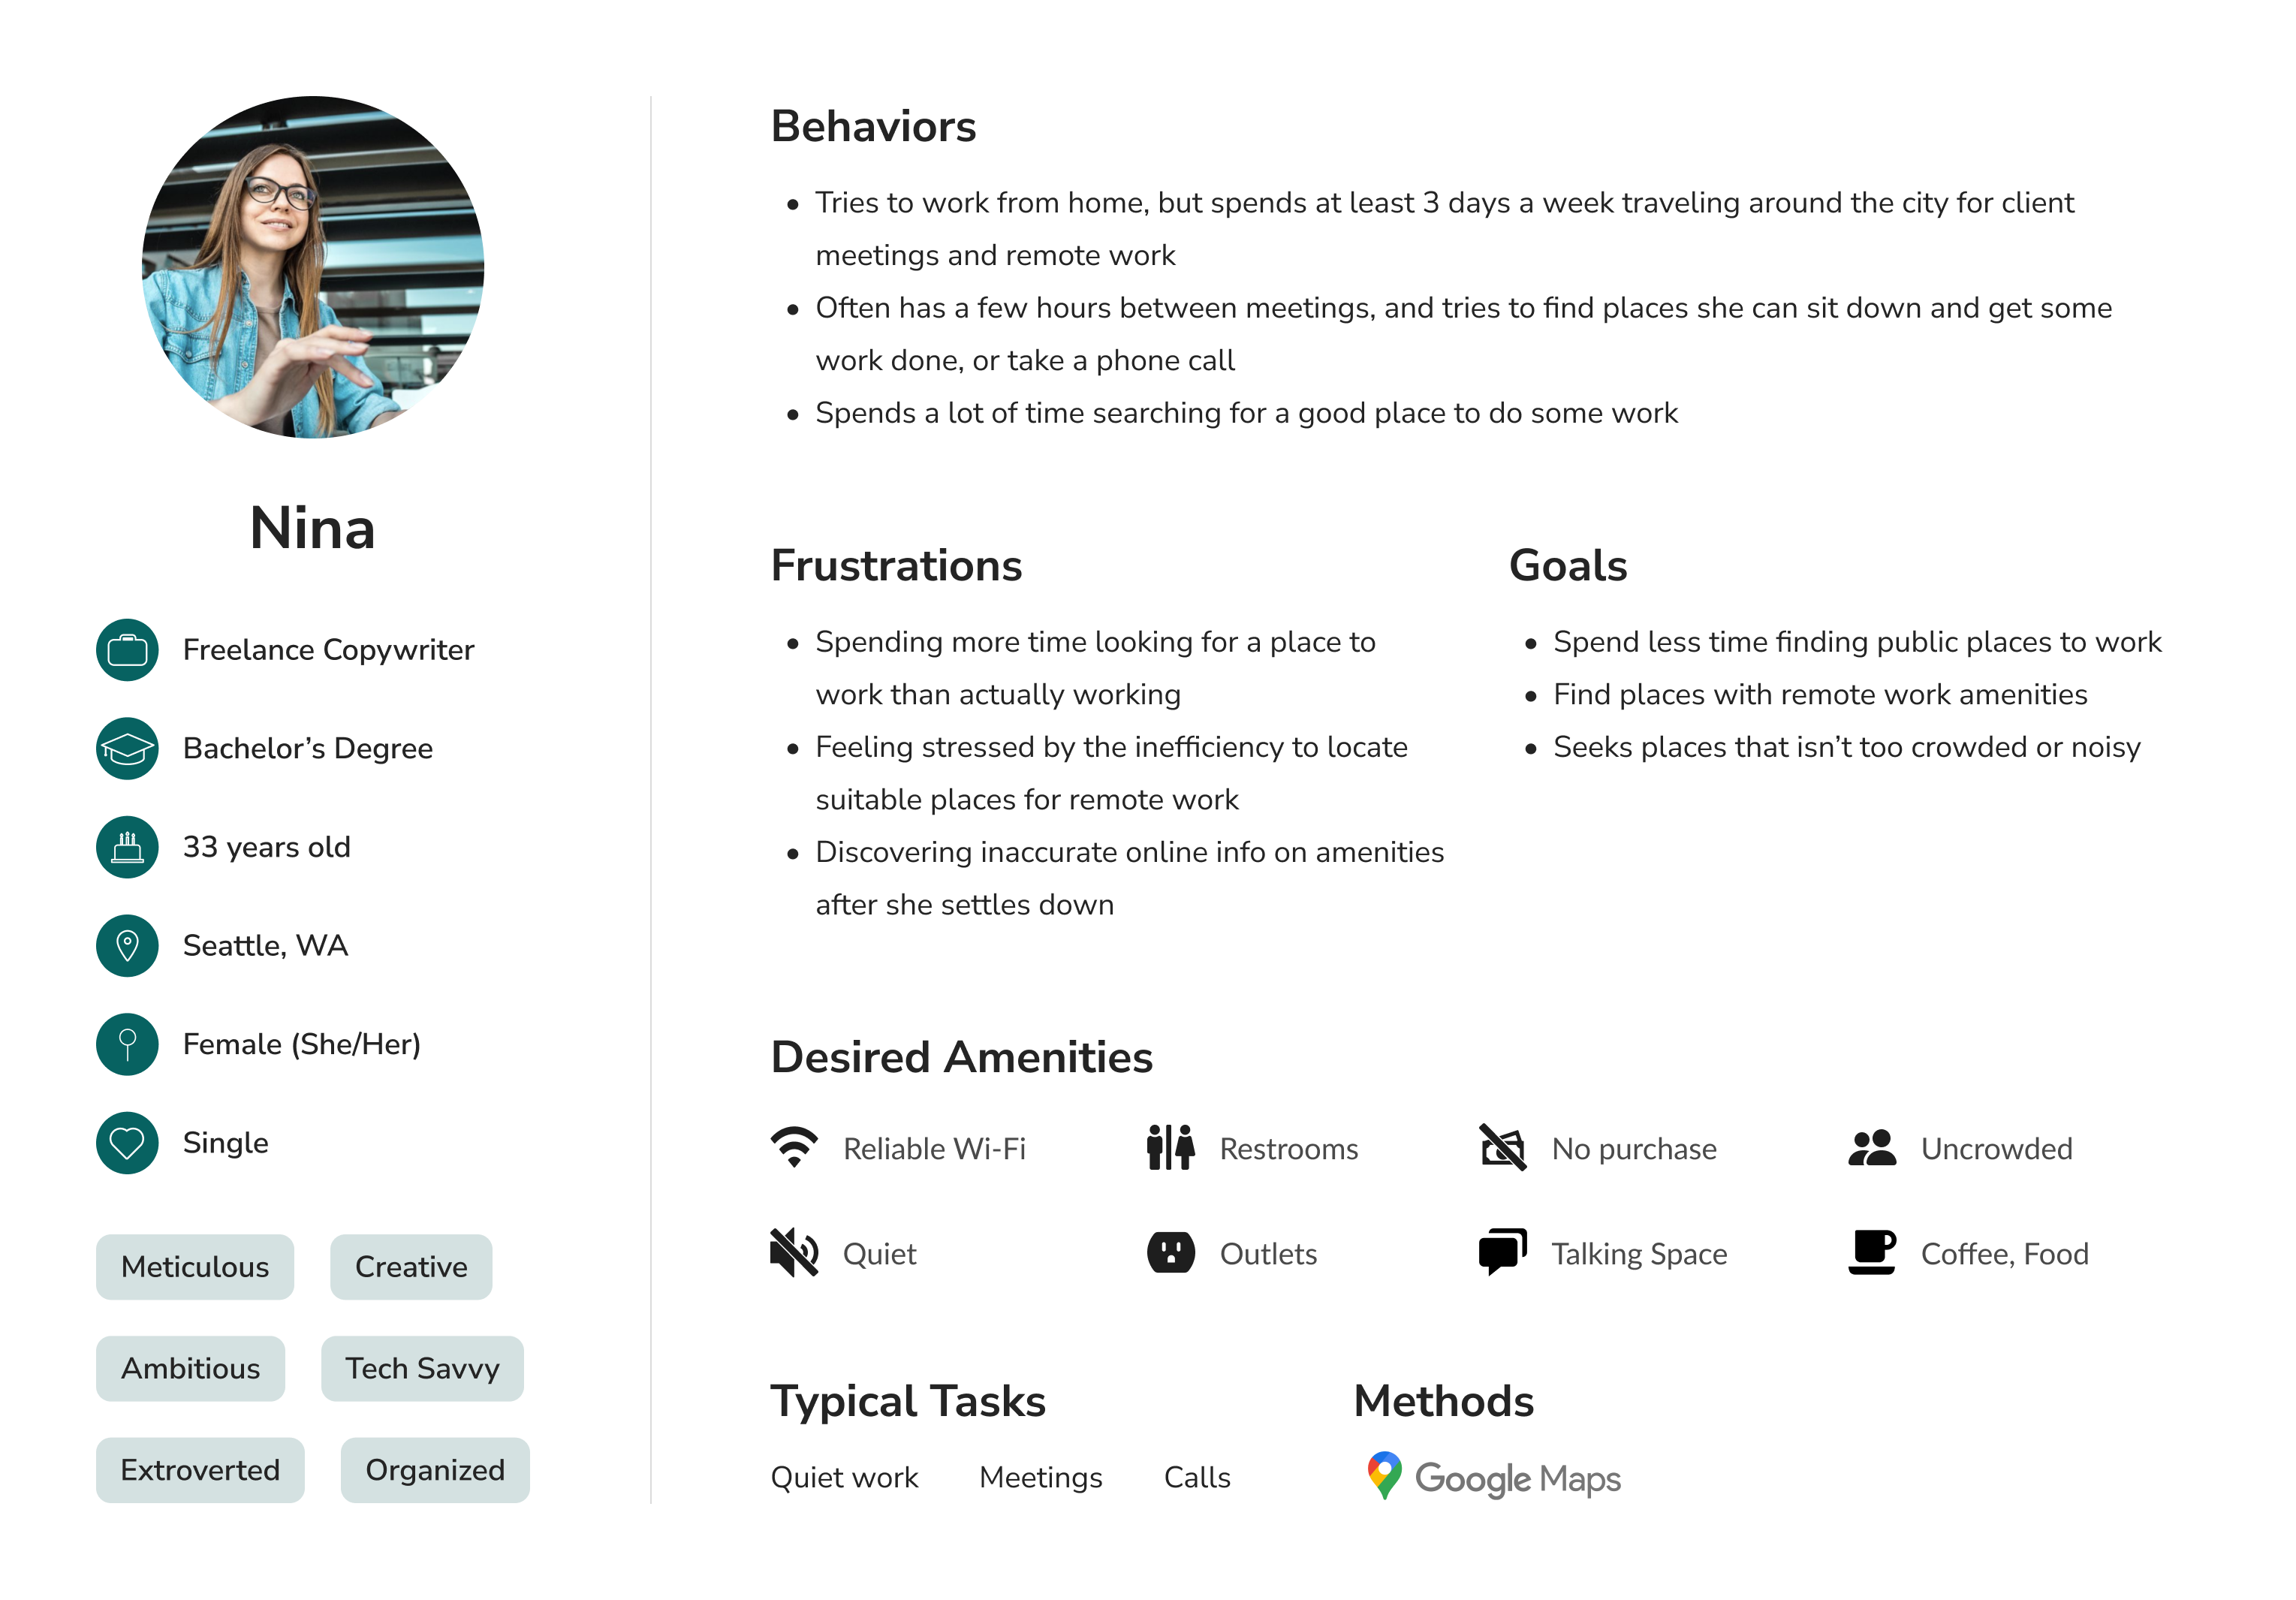 Nina
Freelance Copywriter
Bachelor’s Degree
33 years old
Seattle, WA
Female (She/Her)
Single
Meticulous
Creative
Ambitious
Tech Savvy
Extroverted
Organized
Behaviors
• Tries to work from home, but spends at least 3 days a week traveling around the city for client
meetings and remote work
• Often has a few hours between meetings, and tries to find places she can sit down and get some
work done, or take a phone call
• Spends a lot of time searching for a good place to do some work
Frustrations
• Spending more time looking for a place to
work than actually working
• Feeling stressed by the inefficiency to locate
suitable places for remote work
• Discovering inaccurate online info on amenities
after she settles down
Goals
• Spend less time finding public places to work
• Find places with remote work amenities
• Seeks places that isn’t too crowded or noisy
Desired Amenities
Reliable Wi-Fi
Restrooms
No purchase
Uncrowded
Quiet
Outlets
Talking Space
Coffee, Food
Typical Tasks
Quiet work
Meetings
Calls
Methods
Google Maps